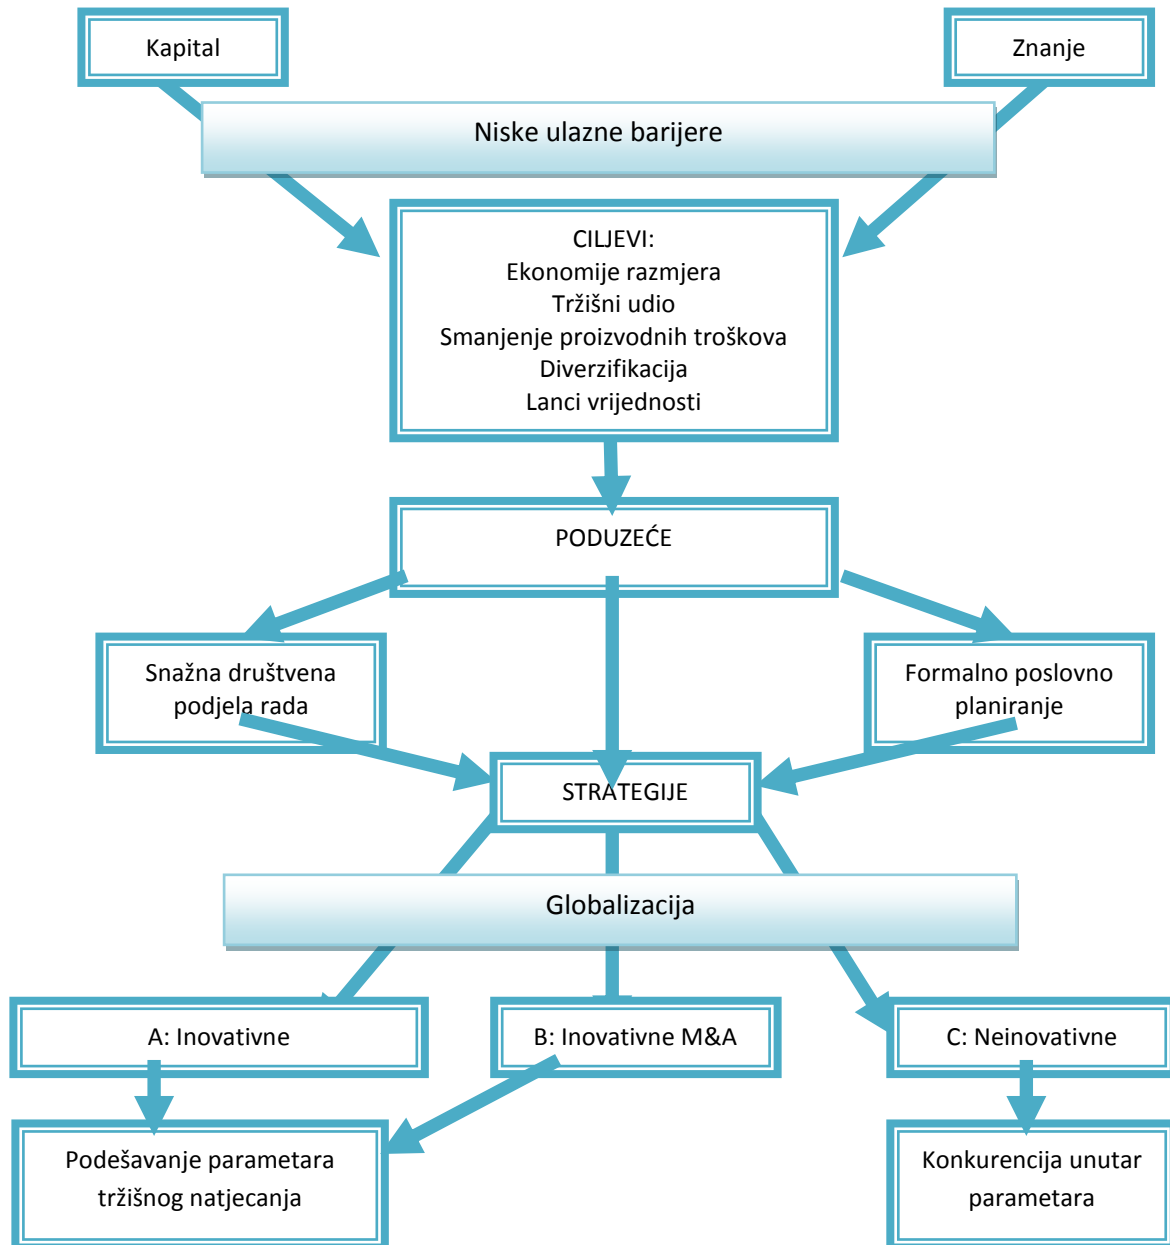 Kapital
Znanje
Niske ulazne barijere
CILJEVI:
Ekonomije razmjera
Tržišni udio
Smanjenje proizvodnih troškova
Diverzifikacija
Lanci vrijednosti
PODUZEĆE
Snažna društvena
podjela rada
Formalno poslovno
planiranje
STRATEGIJE
Globalizacija
A: Inovativne
B: Inovativne M&A
C: Neinovativne
Podešavanje parametara
tržišnog natjecanja
Konkurencija unutar
parametara